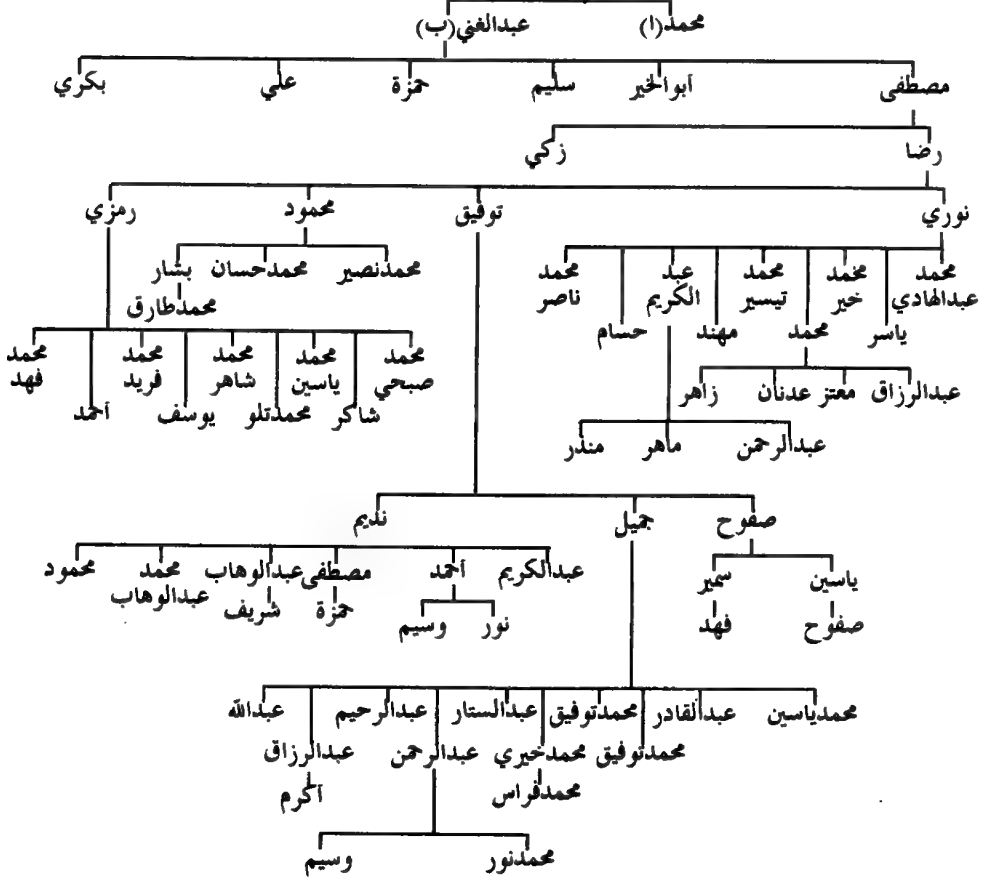 محمد(ا) عبدالغني(ب)
مصطفى أبوالخير سليم حمزة علي بكري
رضا زكي
نوري توفيق محمود رمزي
محمدنصير محمدحسان بشار
محمدطارق
محمد عبدالهادي ياسر محمد خير محمد محمد تيسير مهند عبد الكريم حسام محمد ناصر
عبدالرزاق معتز عدنان زاهر
عبدالرحمن ماهر منذر
محمد صبحي شاكر محمد ياسين محمدتلو محمد شاهر يوسف محمد فريد أحمد محمد فهد
صفوح جميل نديم
ياسين سمير
صفوح فهد
عبدالكريم أحمد مصطفى عبدالوهاب محمد عبدالوهاب محمود
نور وسيم حمزة شريف
محمدياسين عبدالقادر محمدتوفيق عبدالستار عبدالرحيم عبدالله
محمدتوفيق محمدخيري عبدالرحمن عبدالرزاق
محمدفراس أكرم
محمدنور وسيم